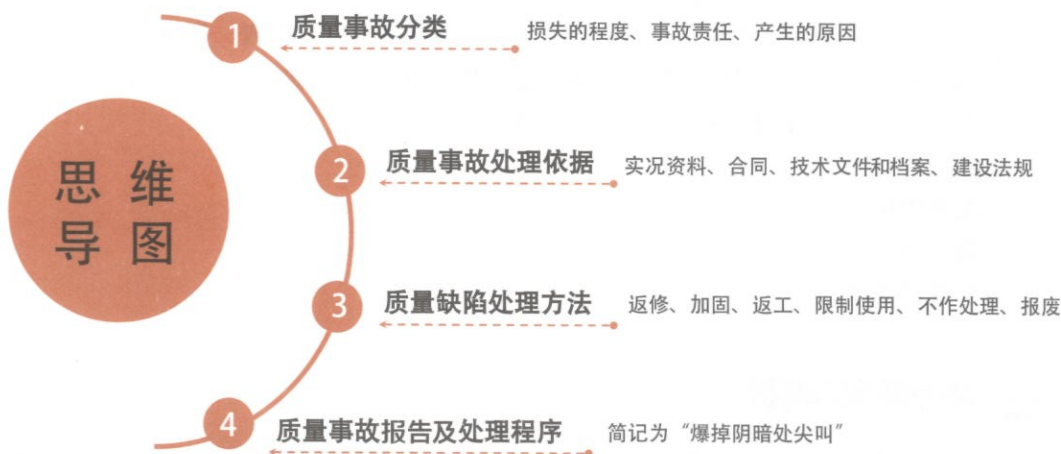 思维
导图
1
质量事故分类 损失的程度、事故责任、产生的原因
2
质量事故处理依据 实况资料、合同、技术文件和档案、建设法规
3
质量缺陷处理方法 返修、加固、返工、限制使用、不作处理、报废
4
质量事故报告及处理程序 简记为“爆掉阴暗处尖叫”